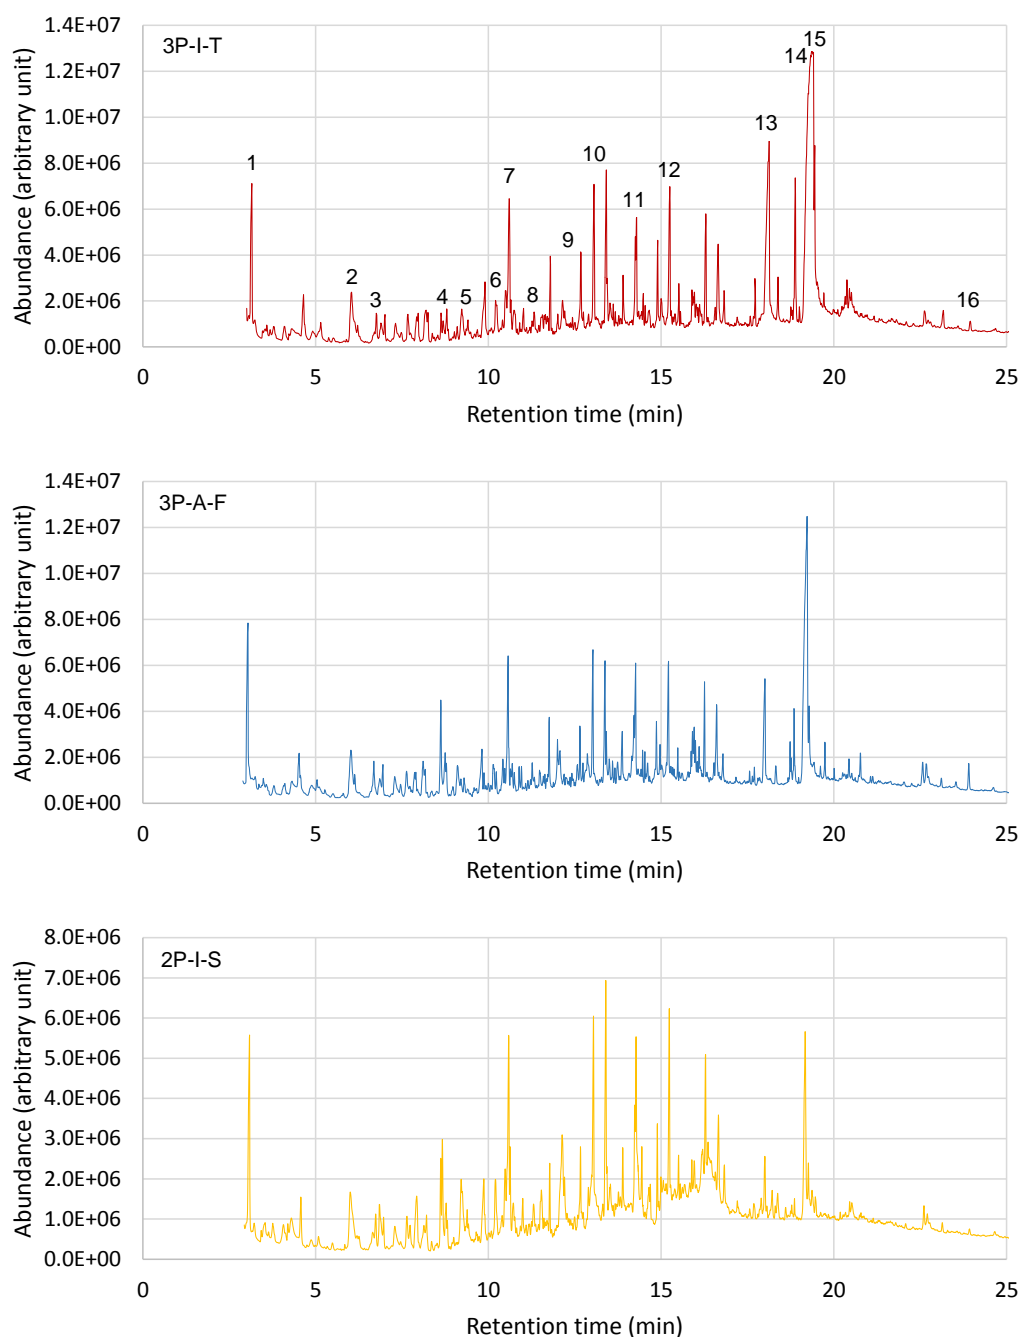 3P-I-T
Abundance (arbitrary unit)
1.4E+07
1.2E+07
1.0E+07
8.0E+06
6.0E+06
4.0E+06
2.0E+06
0.0E+00
1 2 3 4 5 6 7 8 9 10 11 12 13 14 15 16
0 5 10 15 20 25
Retention time (min)
3P-A-F
Abundance (arbitrary unit)
1.4E+07
1.2E+07
1.0E+07
8.0E+06
6.0E+06
4.0E+06
2.0E+06
0.0E+00
0 5 10 15 20 25
Retention time (min)
2P-I-S
Abundance (arbitrary unit)
8.0E+06
7.0E+06
6.0E+06
5.0E+06
4.0E+06
3.0E+06
2.0E+06
1.0E+06
0.0E+00
0 5 10 15 20 25
Retention time (min)